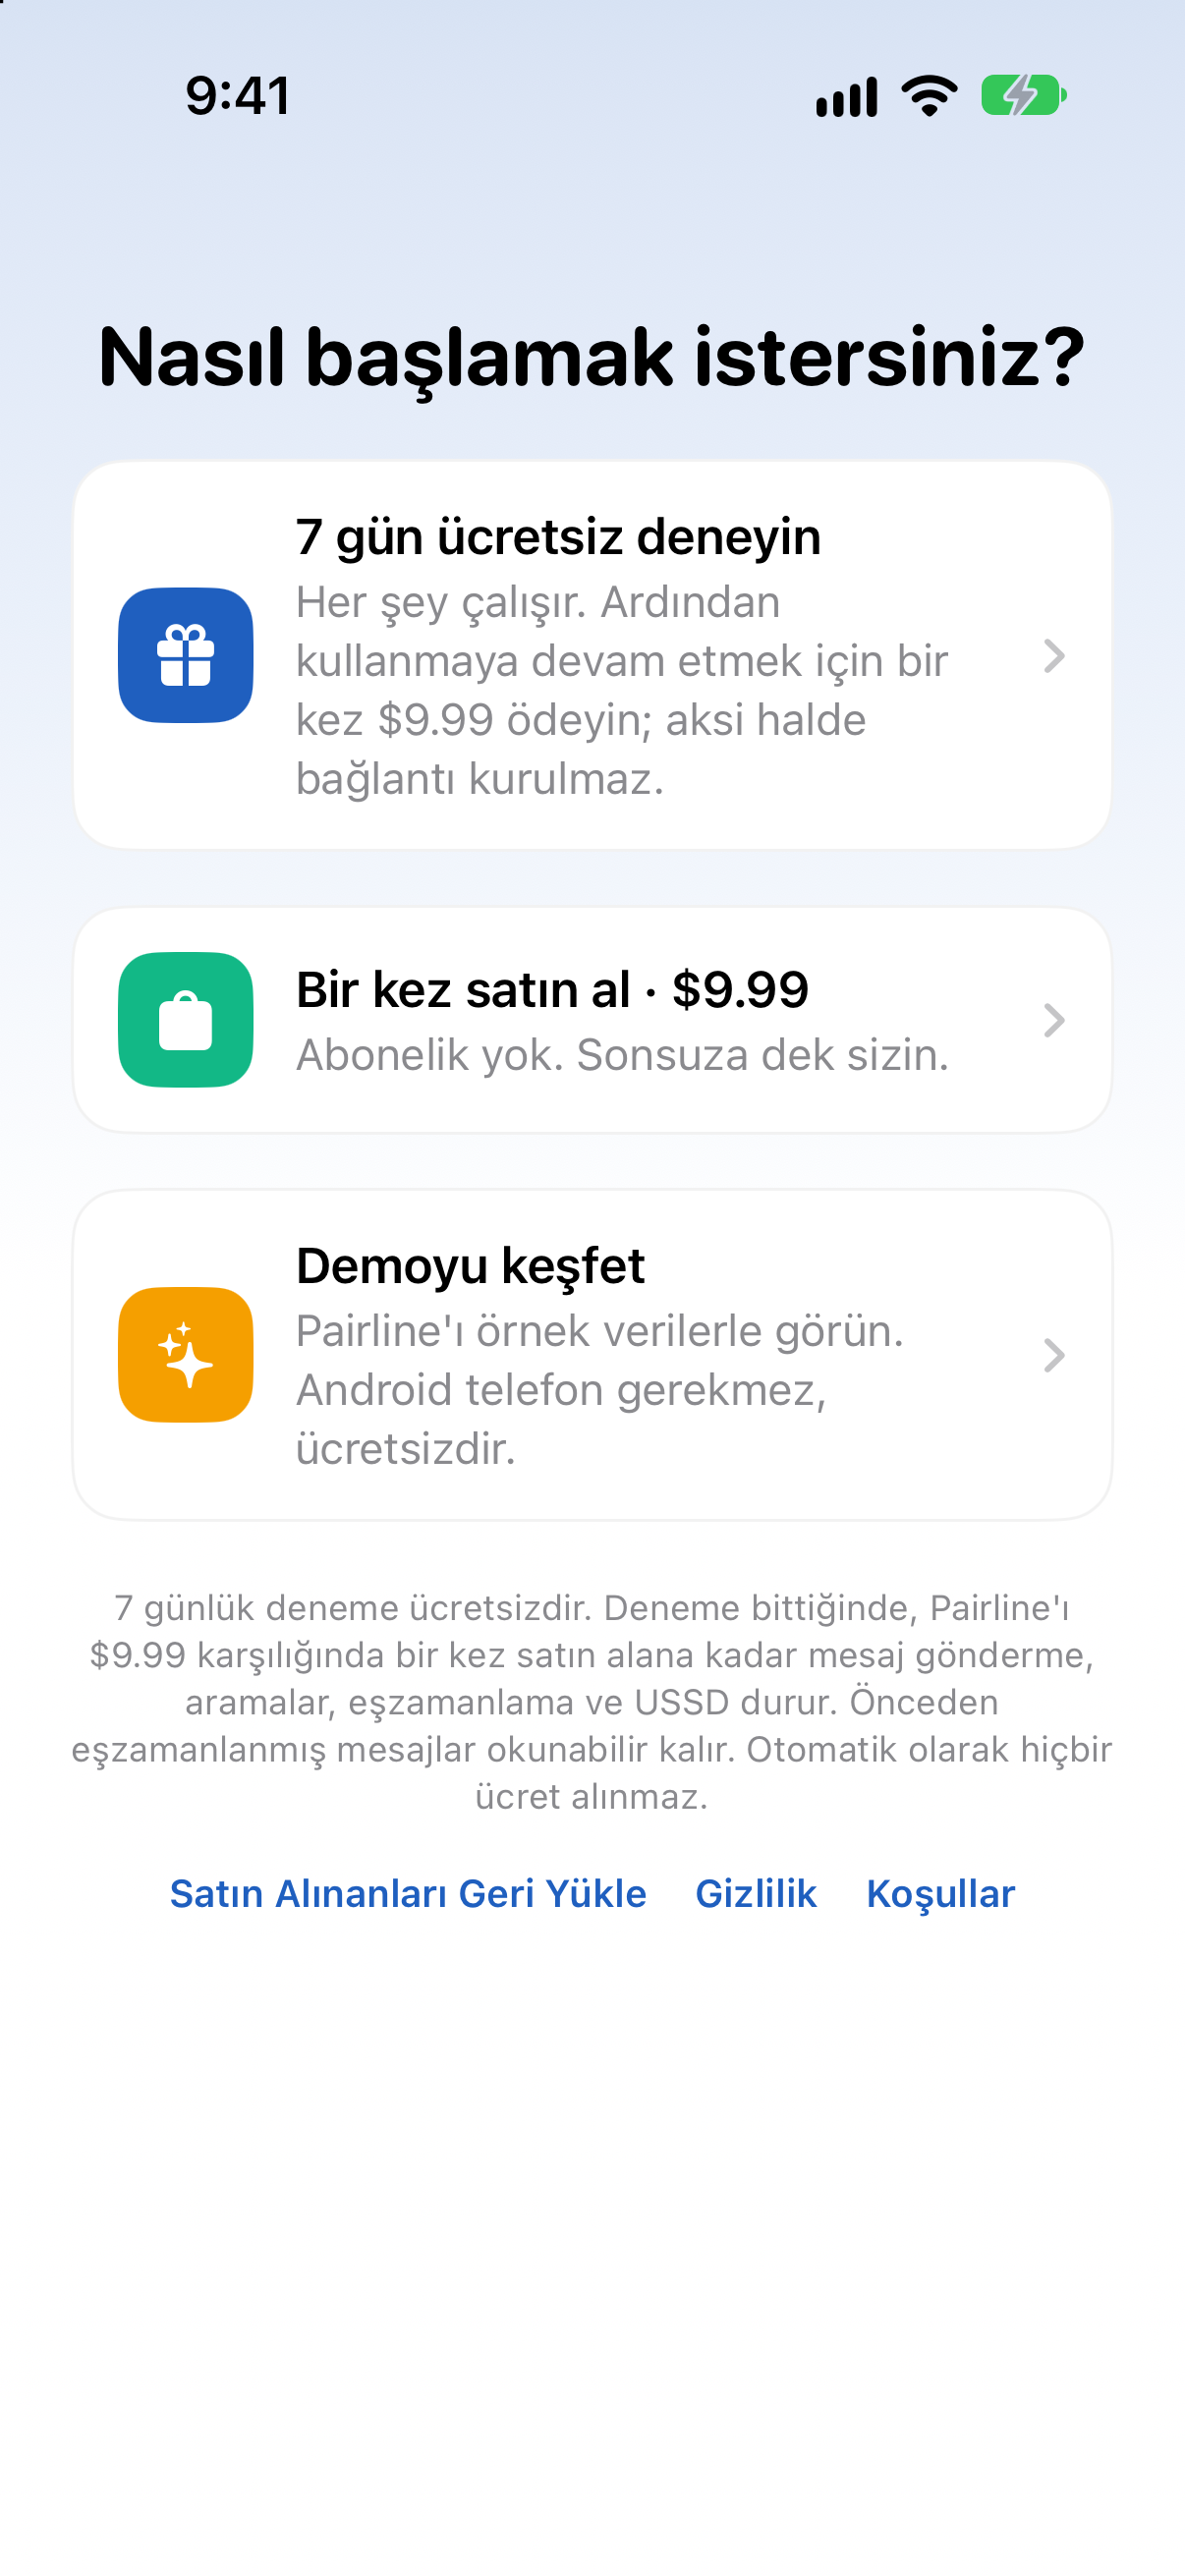 9:41
Nasıl başlamak istersiniz?
7 gün ücretsiz deneyin
Her şey çalışır. Ardından
kullanmaya devam etmek için bir
kez $9.99 ödeyin; aksi halde
bağlantı kurulmaz.
Bir kez satın al · $9.99
Abonelik yok. Sonsuza dek sizin.
Demoyu keşfet
Pairline'ı örnek verilerle görün.
Android telefon gerekmez,
ücretsizdir.
7 günlük deneme ücretsizdir. Deneme bittiğinde, Pairline'ı
$9.99 karşılığında bir kez satın alana kadar mesaj gönderme,
aramalar, eşzamanlama ve USSD durur. Önceden
eşzamanlanmış mesajlar okunabilir kalır. Otomatik olarak hiçbir
ücret alınmaz.
Satın Alınanları Geri Yükle Gizlilik Koşullar